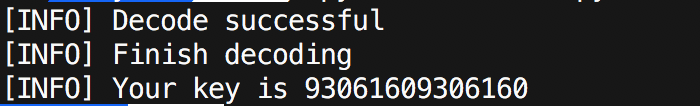 [INFO] Decode successful
[INFO] Finish decoding
[INFO] Your key is 93061609306160